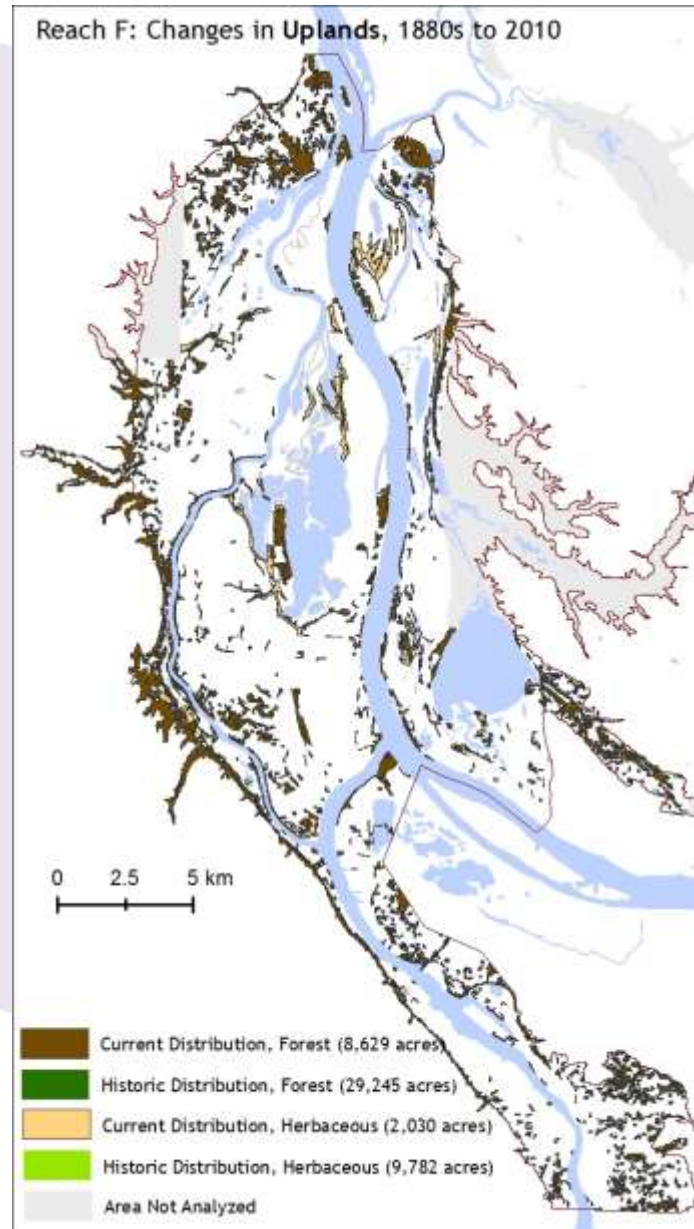 Reach F: Changes in Uplands, 1880s to 2010
0 2.5 5 km
Current Distribution, Forest (8,629 acres)
Historic Distribution, Forest (29,245 acres)
Current Distribution, Herbaceous (2,030 acres)
Historic Distribution, Herbaceous (9,782 acres)
Area Not Analyzed